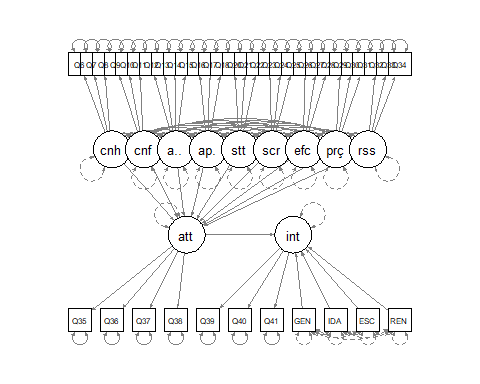 Q6 Q7 Q8 Q9 Q10 Q11 Q12 Q13 Q14 Q15 Q16 Q17 Q18 Q20 Q21 Q22 Q23 Q24 Q25 Q26 Q27 Q28 Q29 Q30 Q31 Q32 Q33 Q34
cnh cnf a.. ap. stt scr efc prç rss
att int
Q35 Q36 Q37 Q38 Q39 Q40 Q41 GEN IDA ESC REN